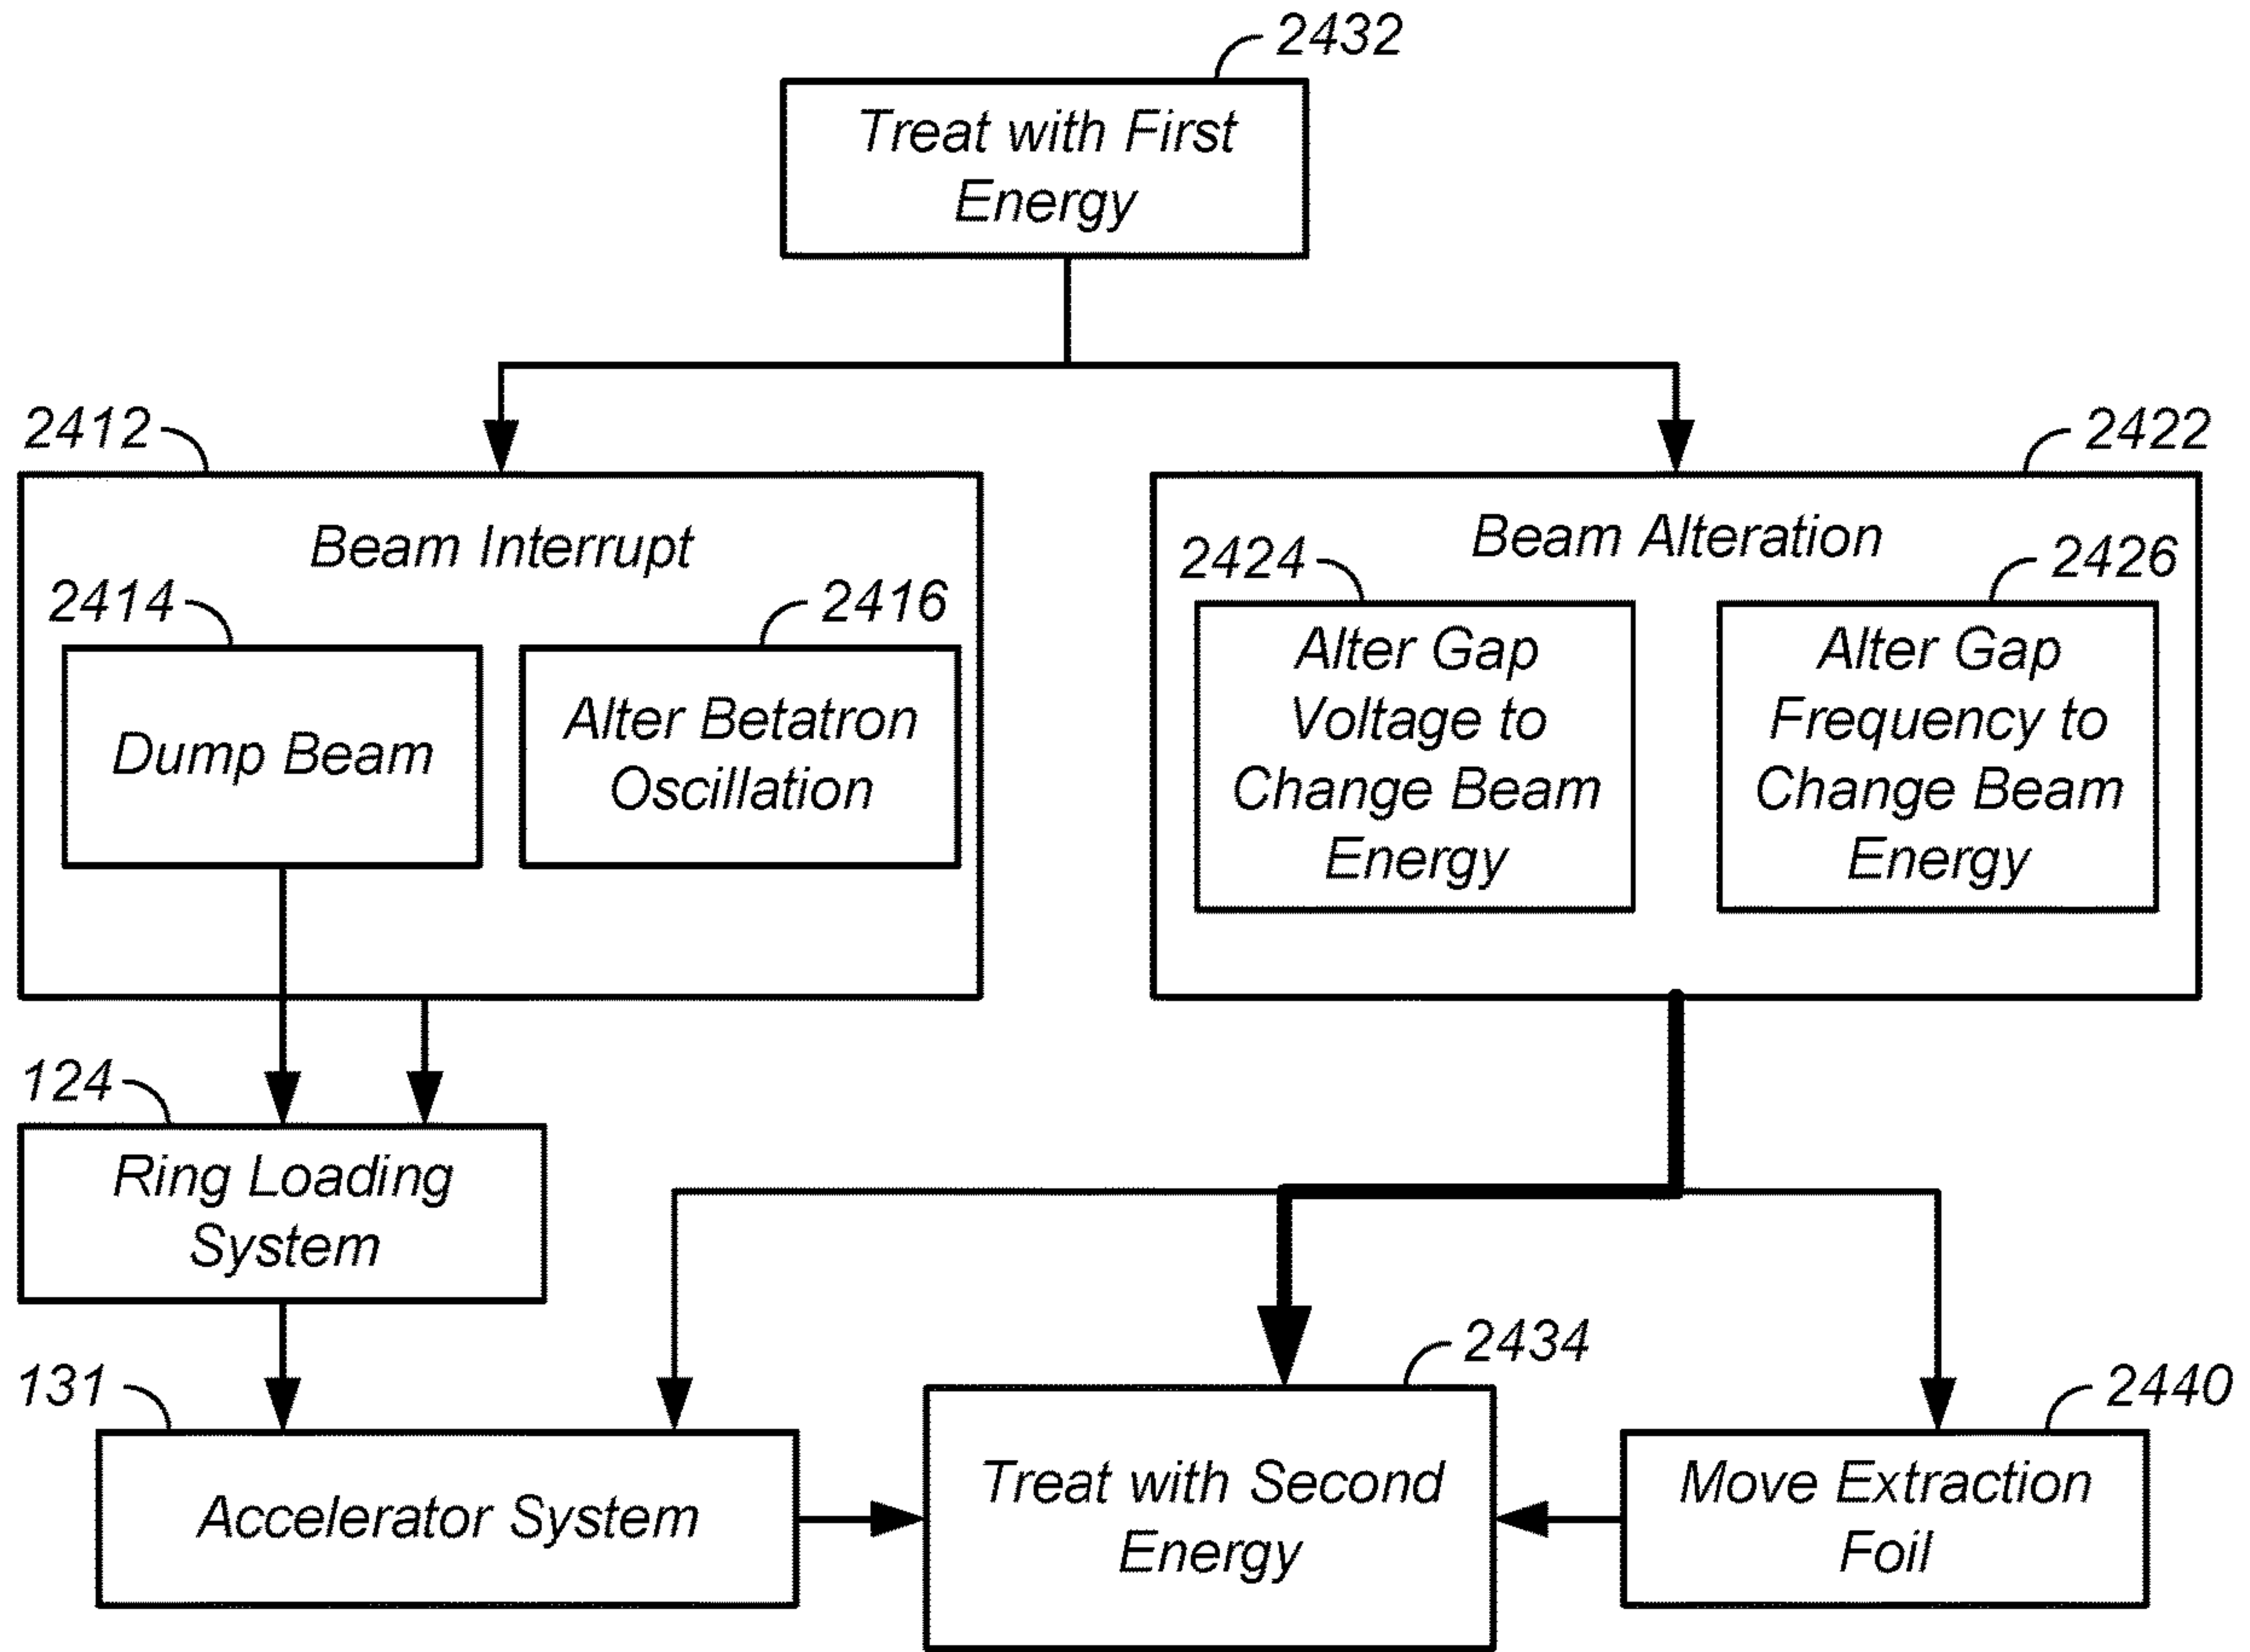 2432
Treat with First
Energy
2412
2422
Beam Interrupt
Beam Alteration
2414
2416
2424
2426
Dump Beam
Alter Betatron
Oscillation
Alter Gap
Voltage to
Change Beam
Energy
Alter Gap
Frequency to
Change Beam
Energy
124
Ring Loading
System
131
Accelerator System
2434
Treat with Second
Energy
2440
Move Extraction
Foil